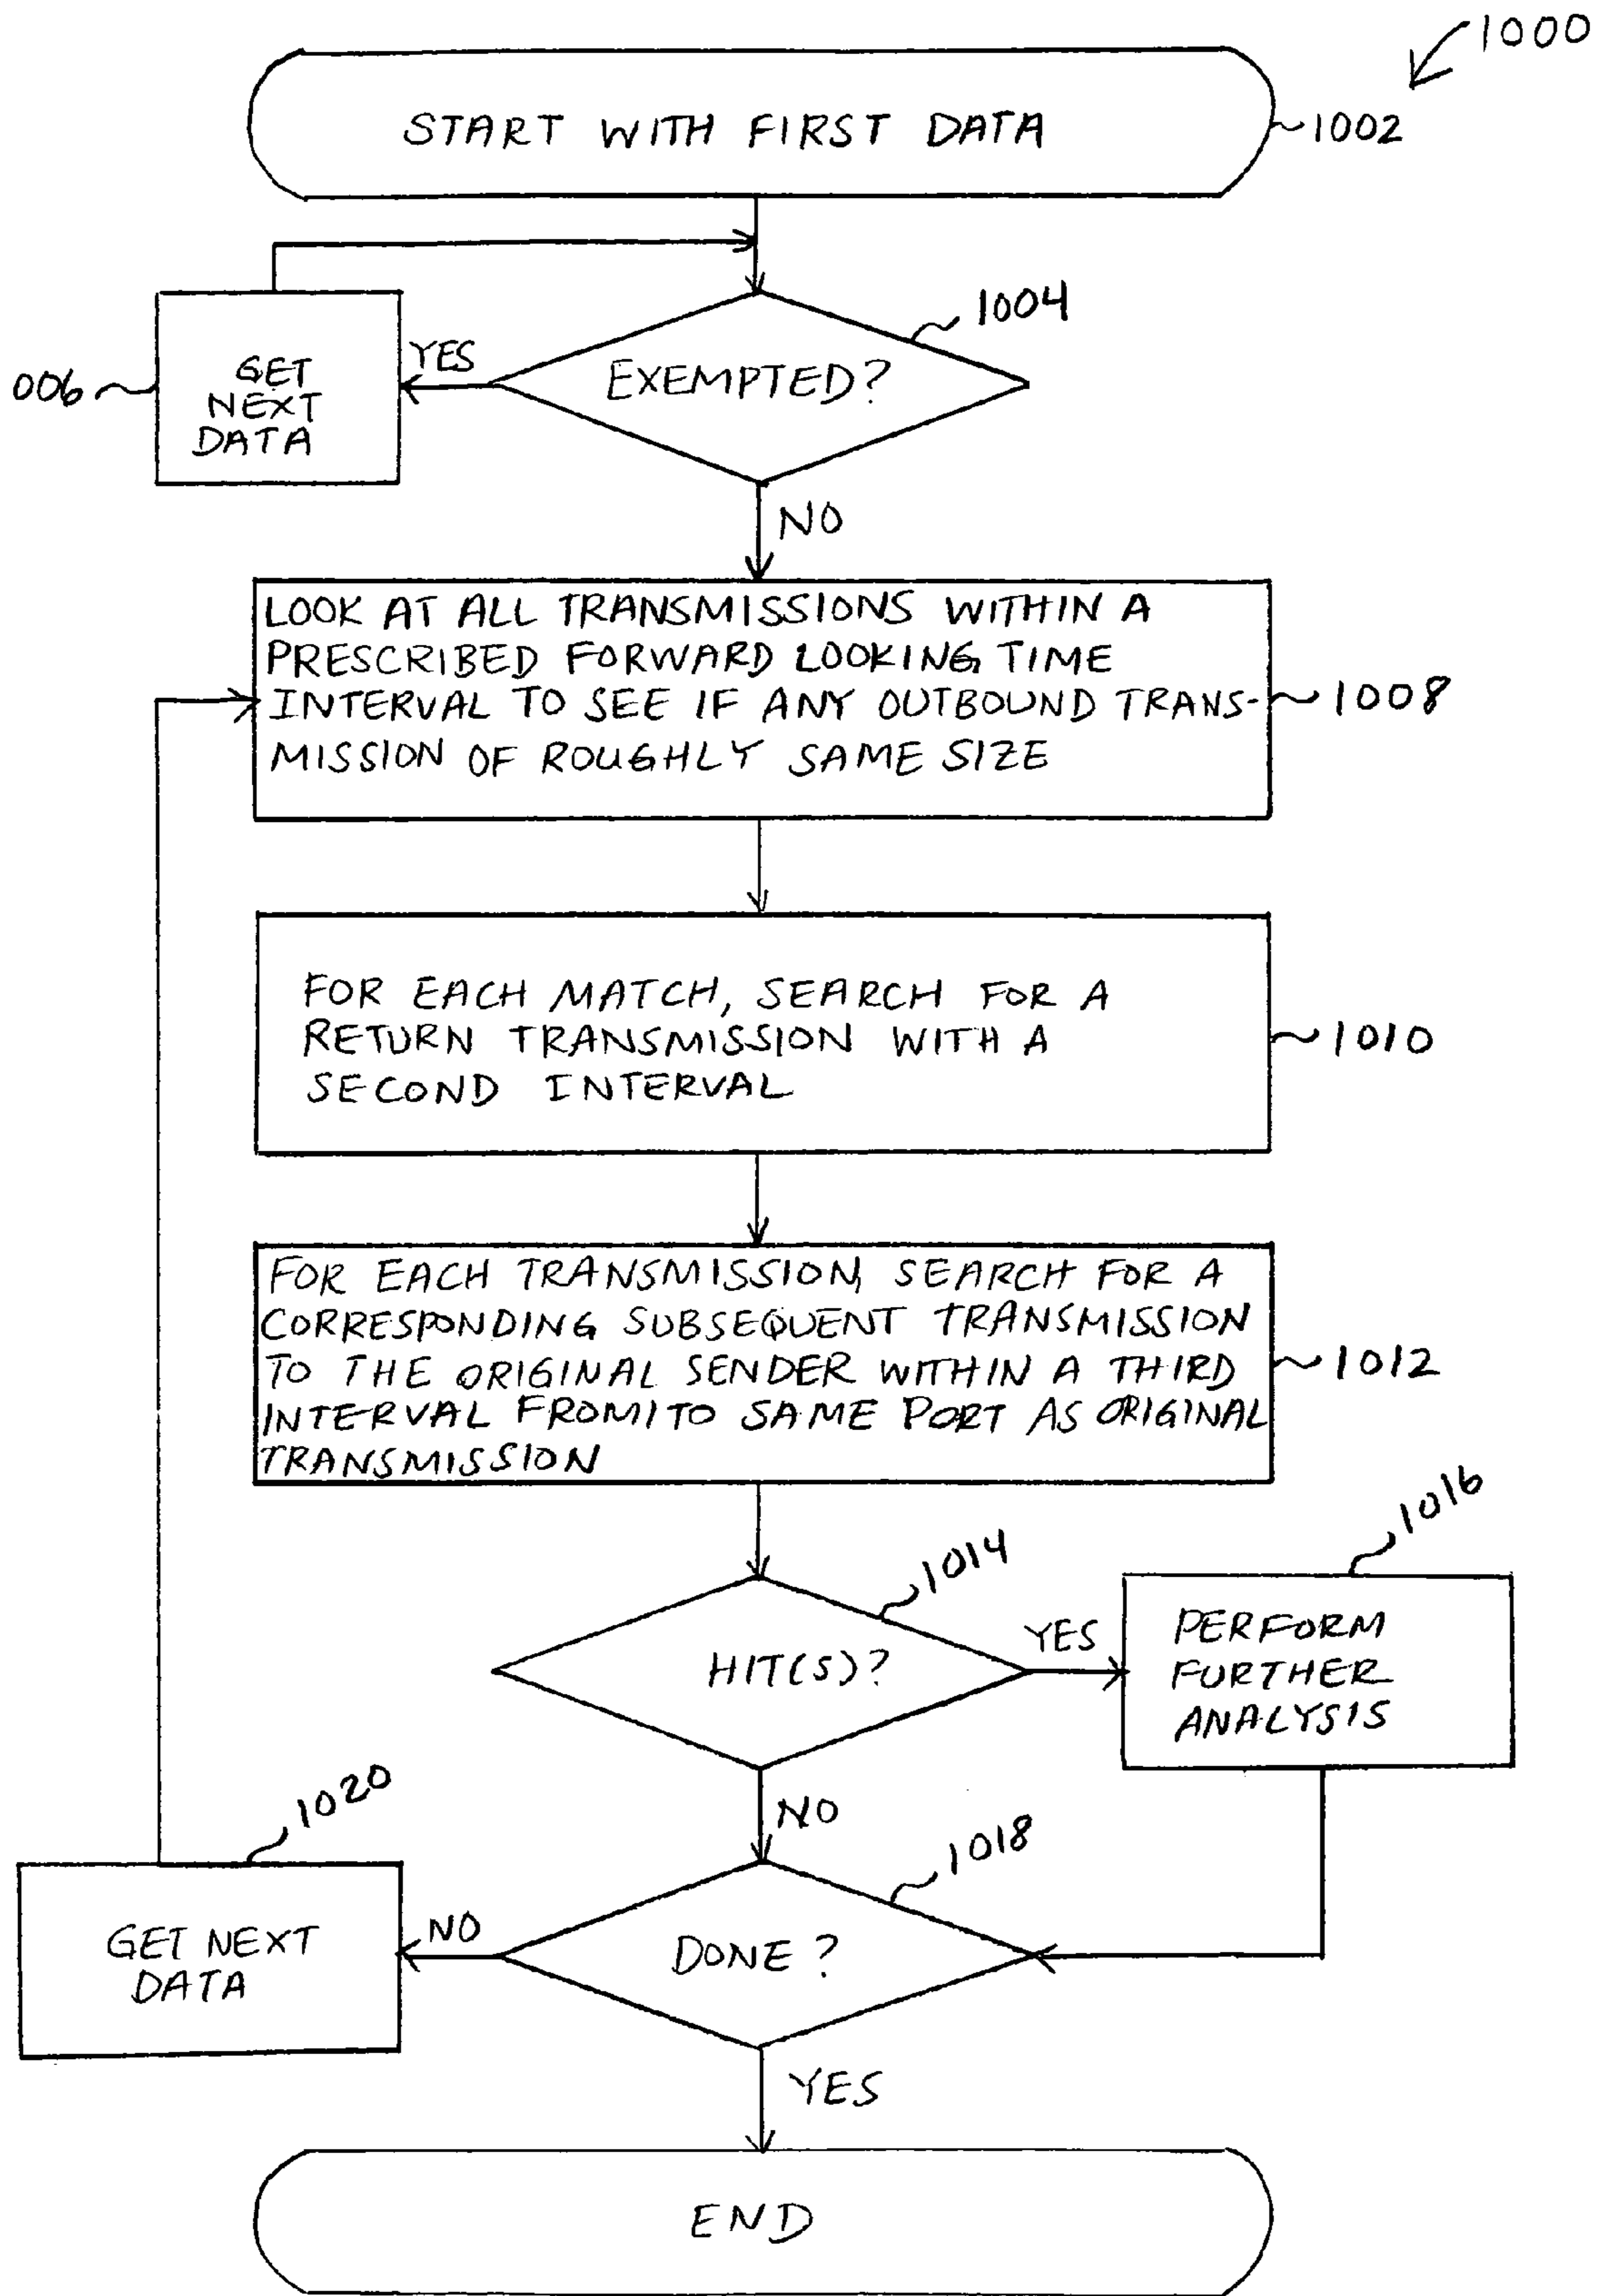 1000
START WITH FIRST DATA
1002
1004
EXEMPTED?
YES
006
GET
NEXT
DATA
NO
LOOK AT ALL TRANSMISSIONS WITHIN A
PRESCRIBED FORWARD LOOKING TIME
INTERVAL TO SEE IF ANY OUTBOUND TRANS-
MISSION OF ROUGHLY SAME SIZE
1008
FOR EACH MATCH, SEARCH FOR A
RETURN TRANSMISSION WITH A
SECOND INTERVAL
1010
FOR EACH TRANSMISSION, SEARCH FOR A
CORRESPONDING SUBSEQUENT TRANSMISSION
TO THE ORIGINAL SENDER WITHIN A THIRD
INTERVAL FROM/TO SAME PORT AS ORIGINAL
TRANSMISSION
1012
1014
HIT(S)?
YES
1016
PERFORM
FURTHER
ANALYSIS
NO
1018
DONE?
NO
1020
GET NEXT
DATA
YES
END